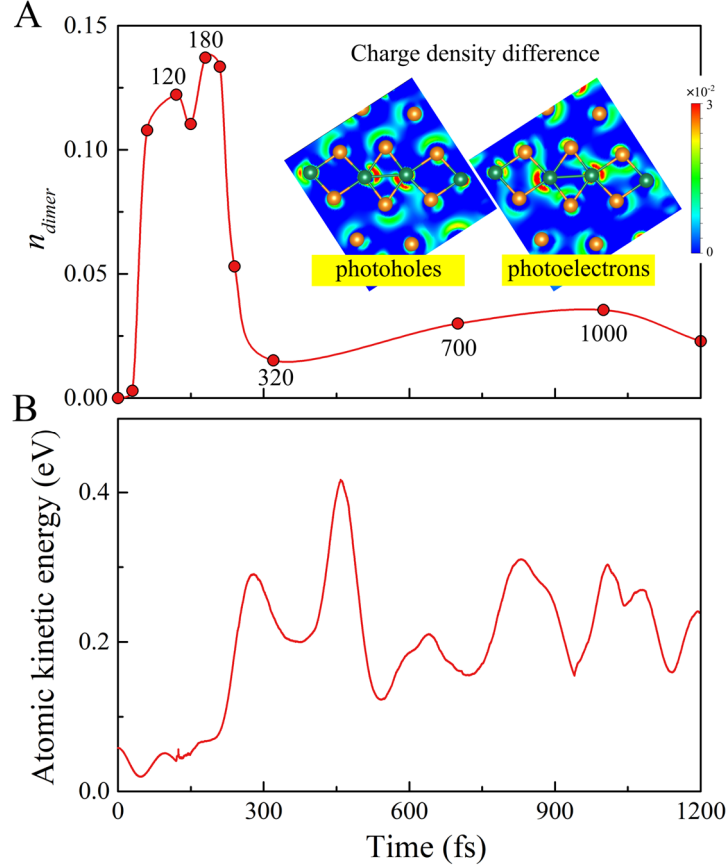 A
0.15
180
120
Charge density difference
×10⁻²
3
0.10
n_dimer
0.05
0
photoholes
photoelectrons
320
700
1000
0.00
B
0.4
Atomic kinetic energy (eV)
0.2
0.0
0
300
600
900
1200
Time (fs)